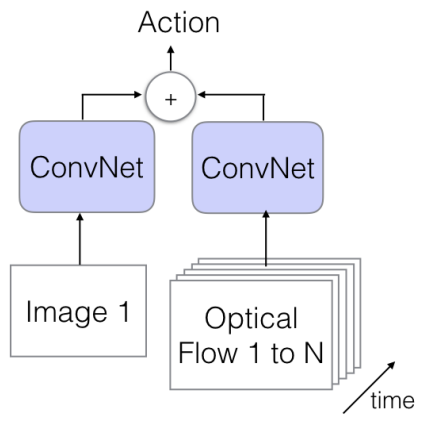 Action
+
ConvNet
ConvNet
Image 1
Optical
Flow 1 to N
time